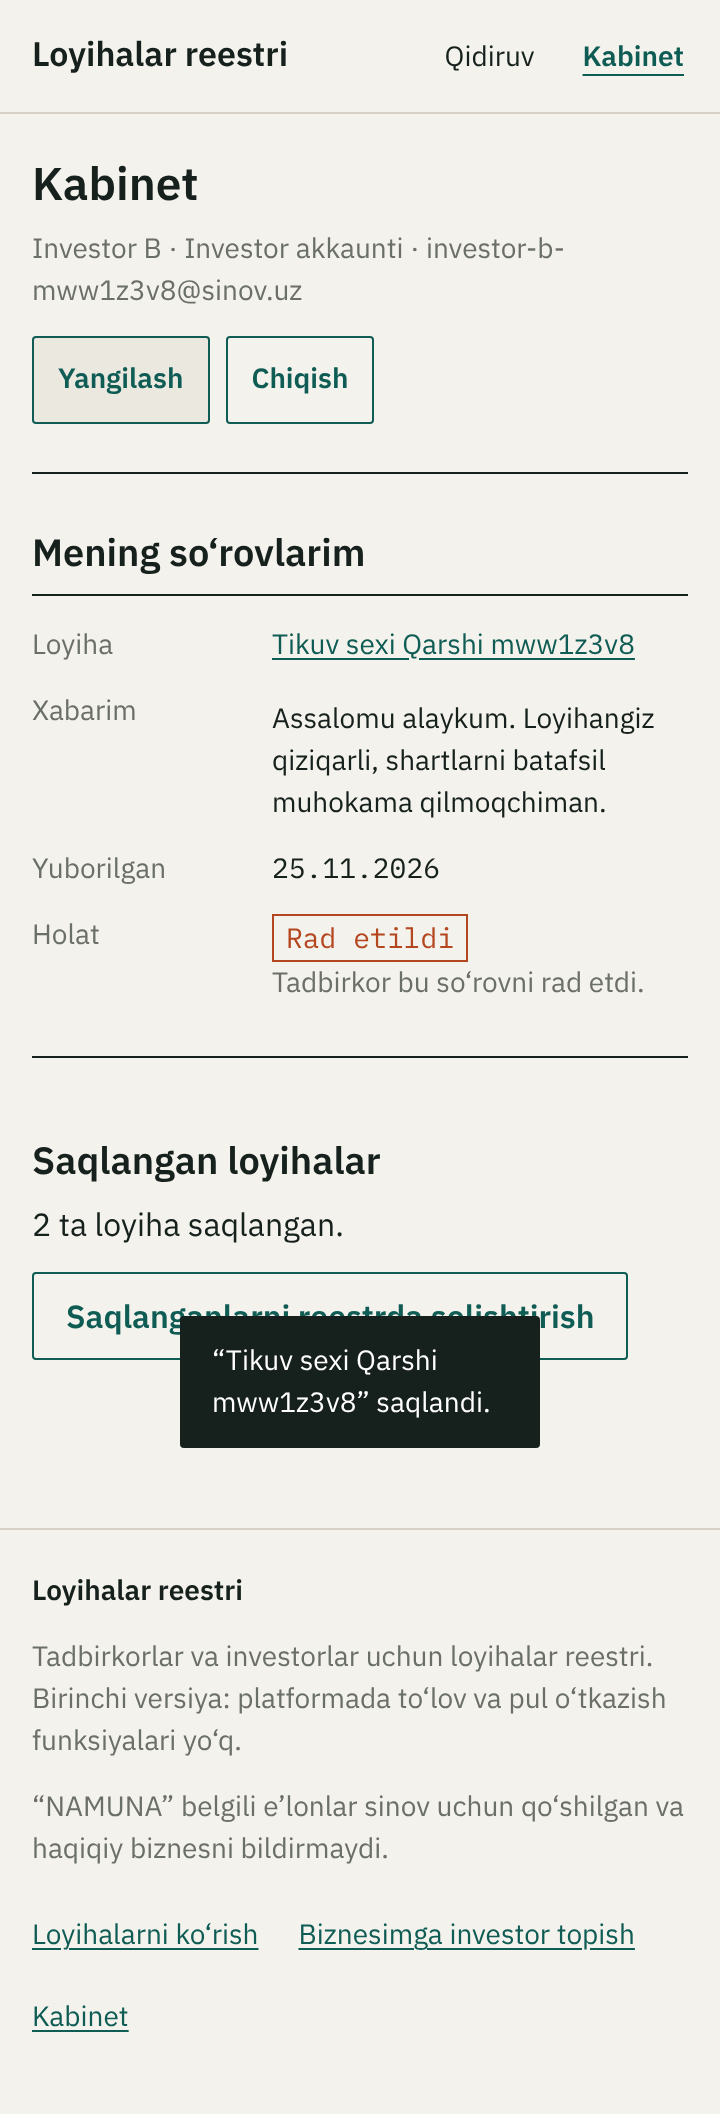 Loyihalar reestri
Qidiruv
Kabinet
Kabinet
Investor B · Investor akkaunti · investor-b-
mww1z3v8@sinov.uz
Yangilash
Chiqish
Mening so‘rovlarim
Loyiha
Tikuv sexi Qarshi mww1z3v8
Xabarim
Assalomu alaykum. Loyihangiz
qiziqarli, shartlarni batafsil
muhokama qilmoqchiman.
Yuborilgan
25.11.2026
Holat
Rad etildi
Tadbirkor bu so‘rovni rad etdi.
Saqlangan loyihalar
2 ta loyiha saqlangan.
Saqlanganlarni reestrda solishtirish
“Tikuv sexi Qarshi
mww1z3v8” saqlandi.
Loyihalar reestri
Tadbirkorlar va investorlar uchun loyihalar reestri.
Birinchi versiya: platformada to‘lov va pul o‘tkazish
funksiyalari yo‘q.
“NAMUNA” belgili e’lonlar sinov uchun qo‘shilgan va
haqiqiy biznesni bildirmaydi.
Loyihalarni ko‘rish
Biznesimga investor topish
Kabinet